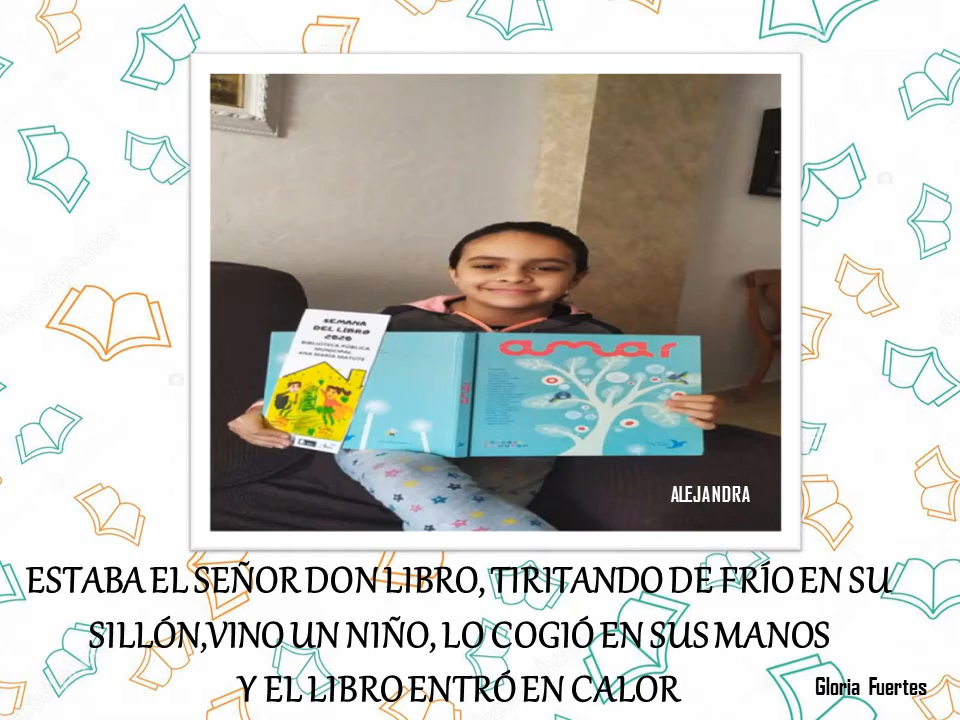 SEMANA
DEL LIBRO
2020
BIBLIOTECA PÚBLICA
MUNICIPAL
ANA MARÍA MATUTE
amar
amar
ALEJANDRA
ESTABA EL SEÑOR DON LIBRO, TIRITANDO DE FRÍO EN SU
SILLÓN,VINO UN NIÑO, LO COGIÓ EN SUS MANOS
Y EL LIBRO ENTRÓ EN CALOR
Gloria Fuertes